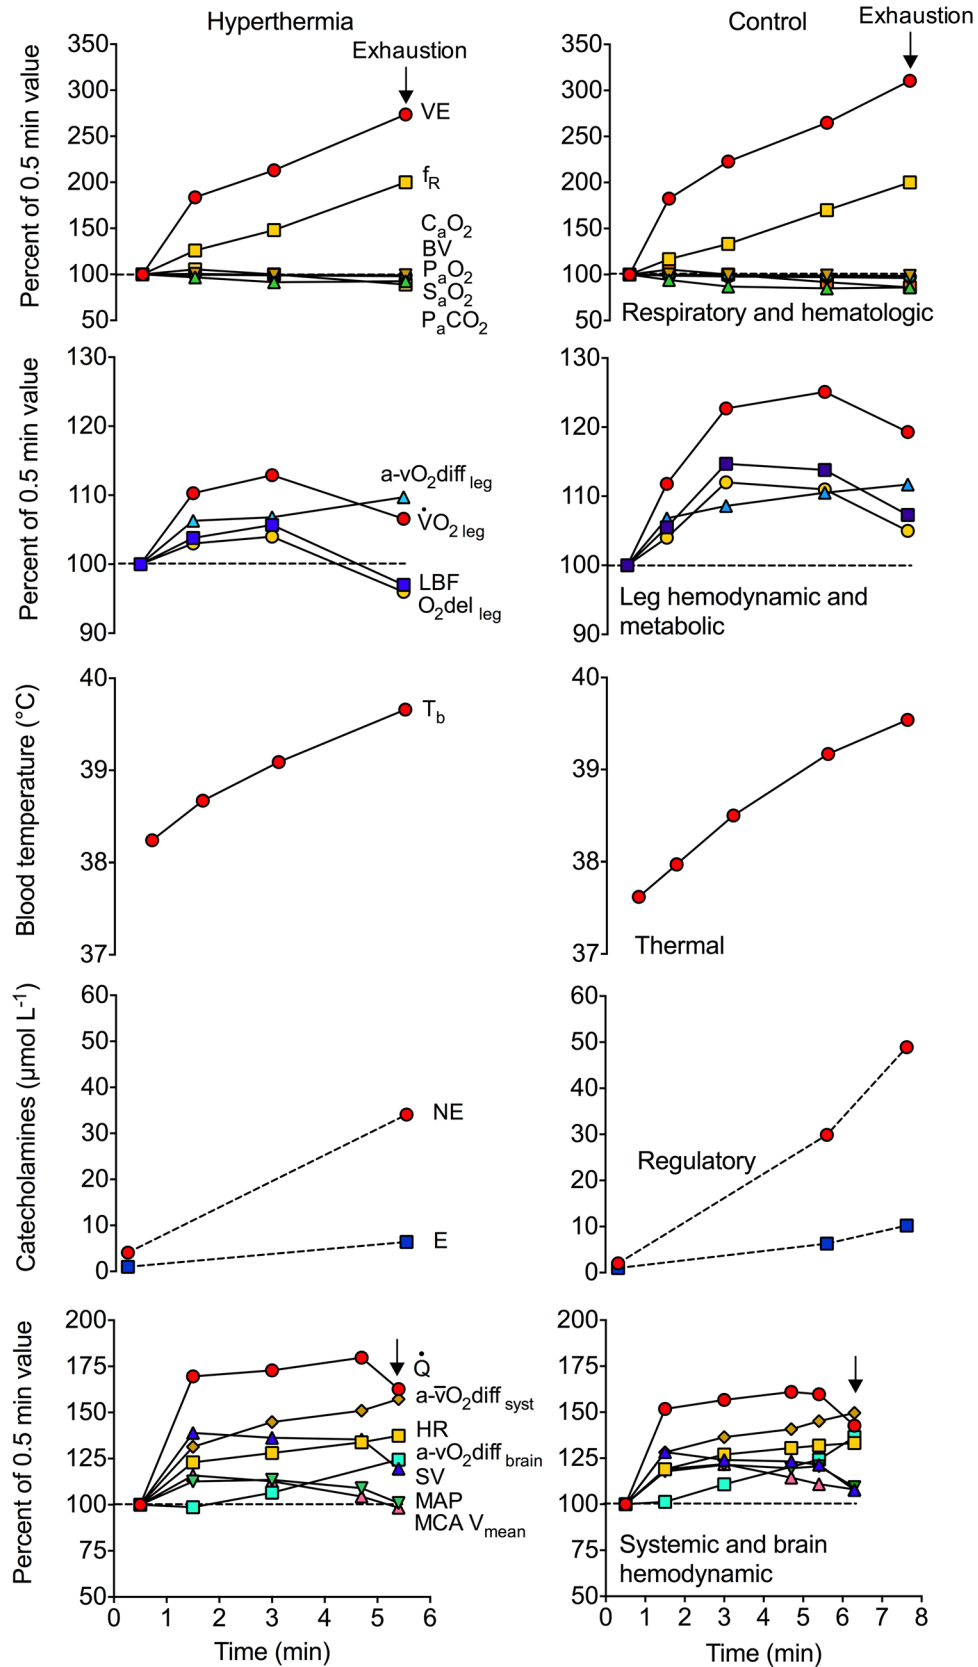 Hyperthermia
Control
Exhaustion
Exhaustion
Percent of 0.5 min value
350
300
250
200
150
100
50
VE
fR
CaO2
BV
PaO2
SaO2
PaCO2
350
300
250
200
150
100
50
Respiratory and hematologic
Percent of 0.5 min value
130
120
110
100
90
a-vO2diff leg
V̇O2 leg
LBF
O2del leg
130
120
110
100
90
Leg hemodynamic and
metabolic
Blood temperature (°C)
40
39
38
37
Tb
40
39
38
37
Thermal
Catecholamines (μmol L-1)
60
50
40
30
20
10
0
NE
E
60
50
40
30
20
10
0
Regulatory
Percent of 0.5 min value
200
175
150
125
100
75
50
Q̇
a-v̄O2diff syst
HR
a-vO2diff brain
SV
MAP
MCA Vmean
0 1 2 3 4 5 6
Time (min)
200
175
150
125
100
75
50
Systemic and brain
hemodynamic
0 1 2 3 4 5 6 7 8
Time (min)